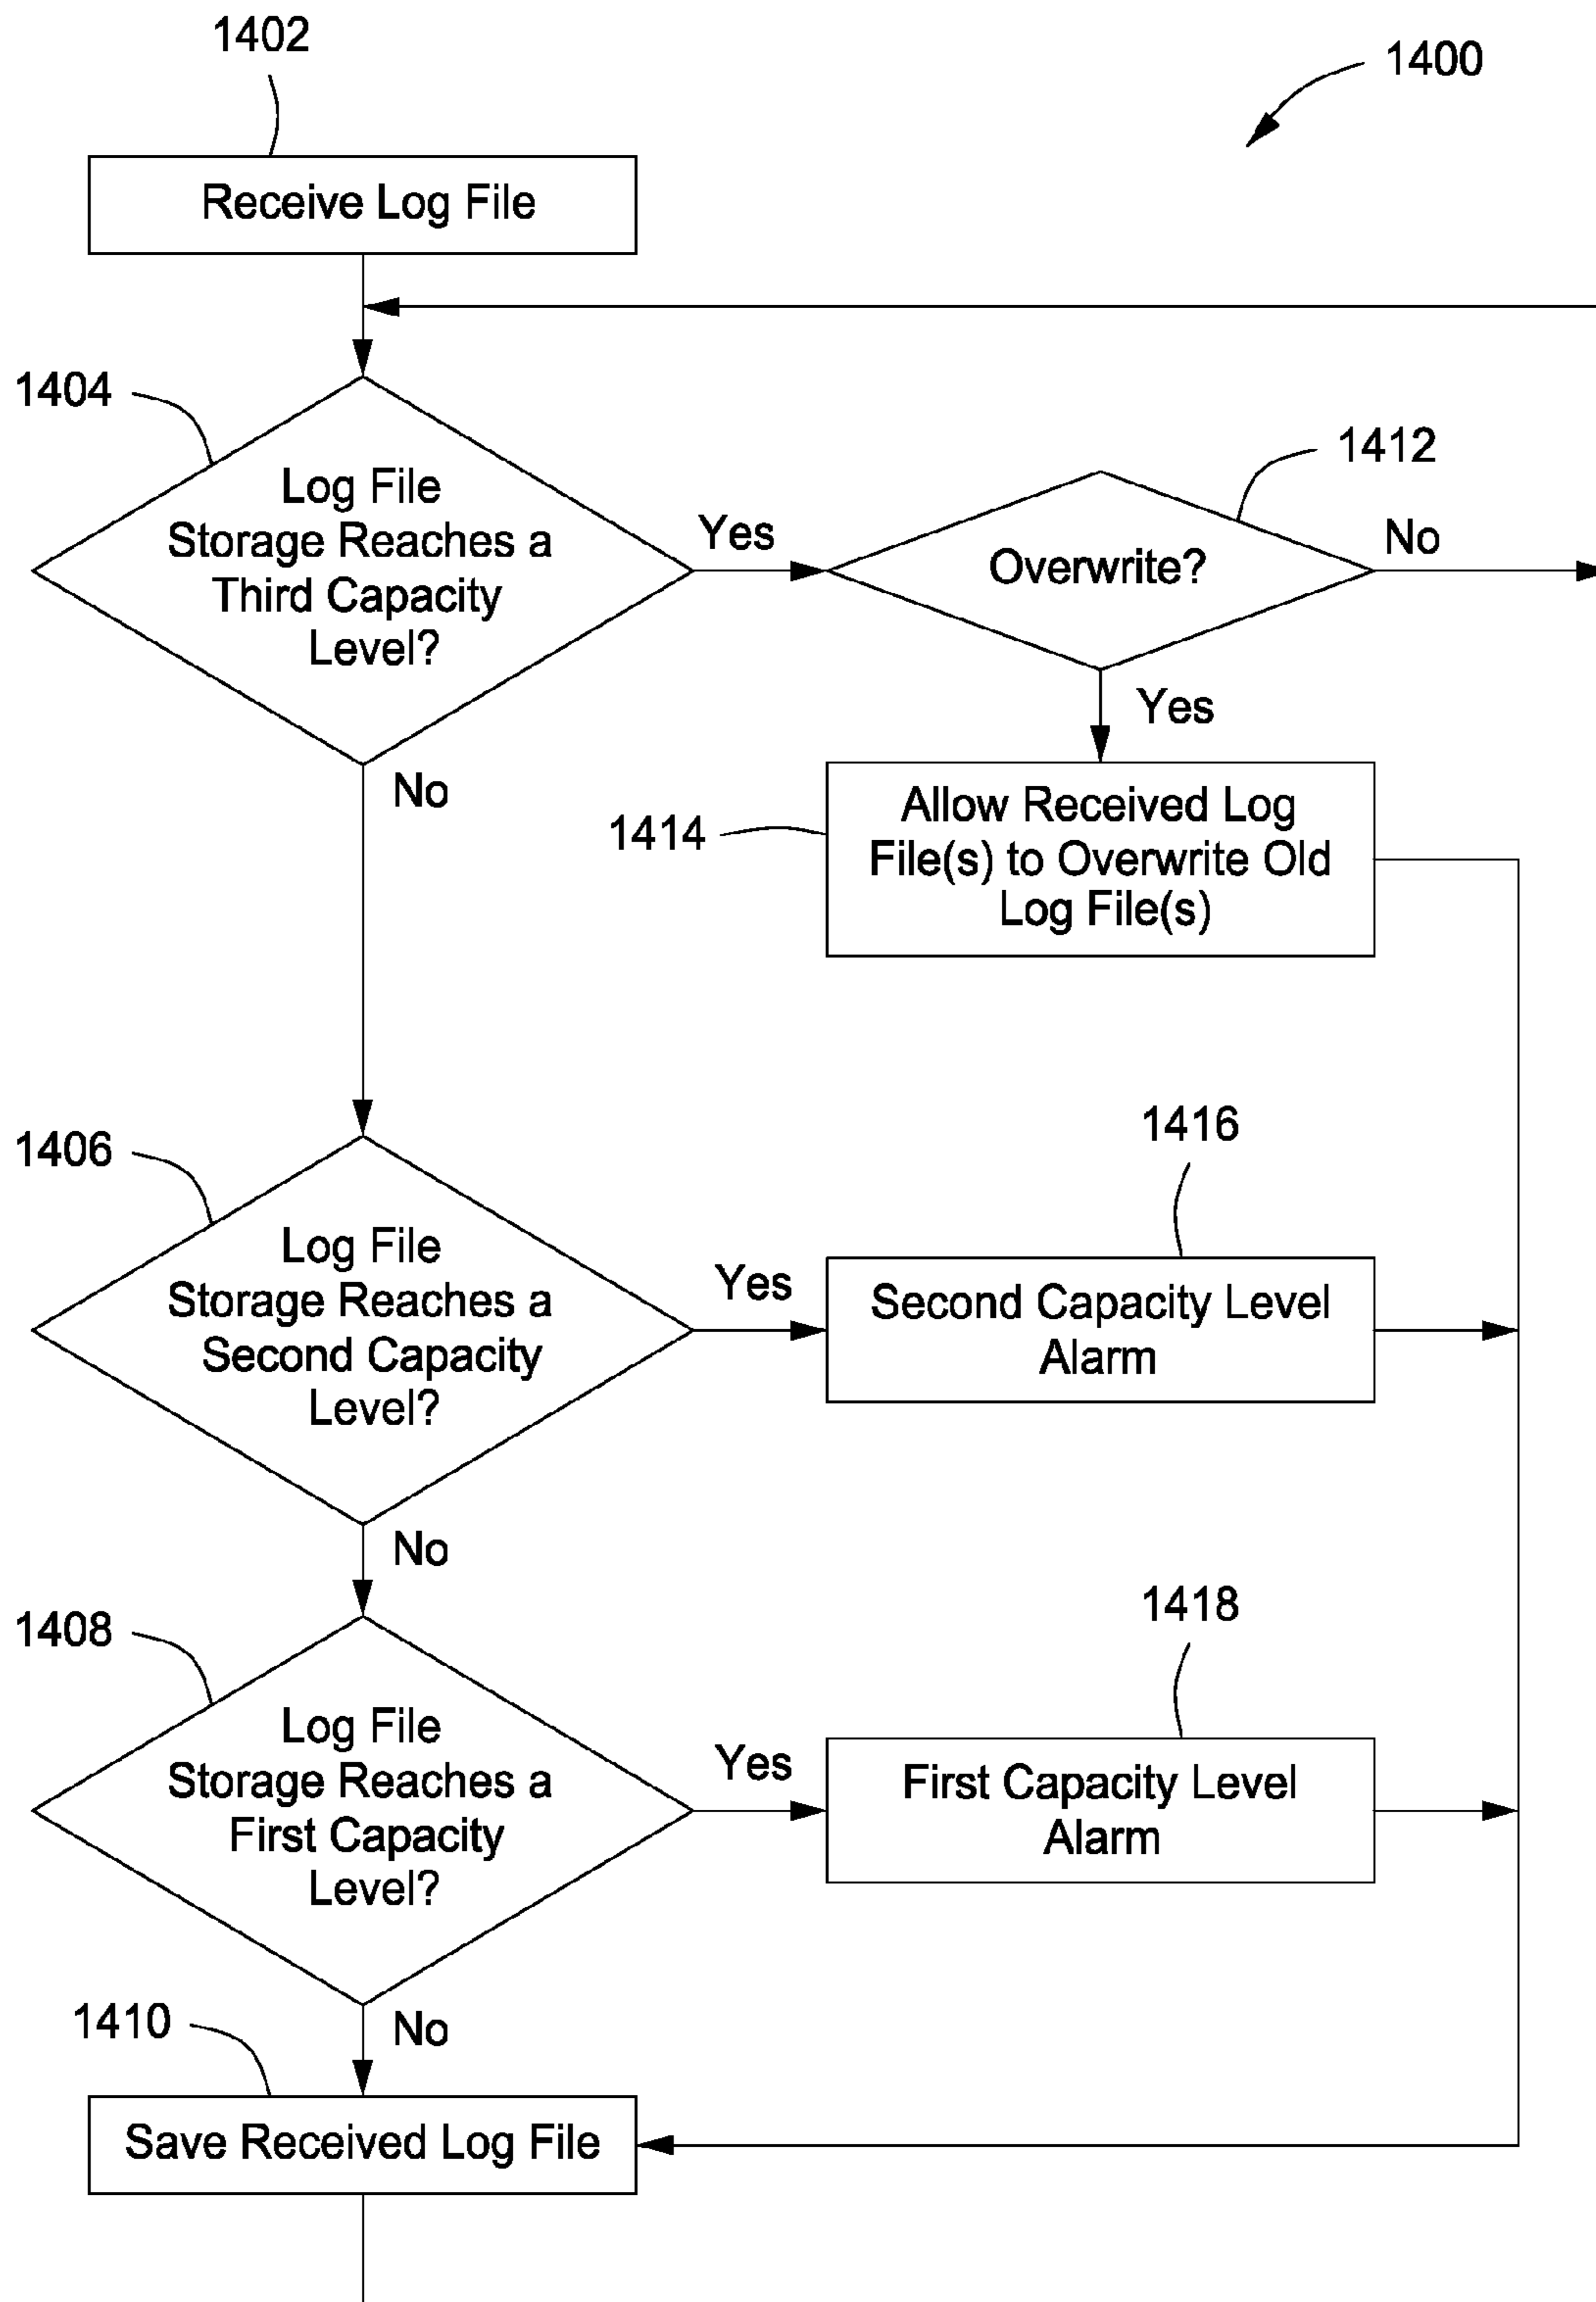 1402
1400
Receive Log File
1404
Log File
Storage Reaches a
Third Capacity
Level?
Yes
1412
Overwrite?
No
Yes
No
1414
Allow Received Log
File(s) to Overwrite Old
Log File(s)
1406
Log File
Storage Reaches a
Second Capacity
Level?
Yes
1416
Second Capacity Level
Alarm
No
1408
Log File
Storage Reaches a
First Capacity
Level?
Yes
1418
First Capacity Level
Alarm
No
1410
Save Received Log File